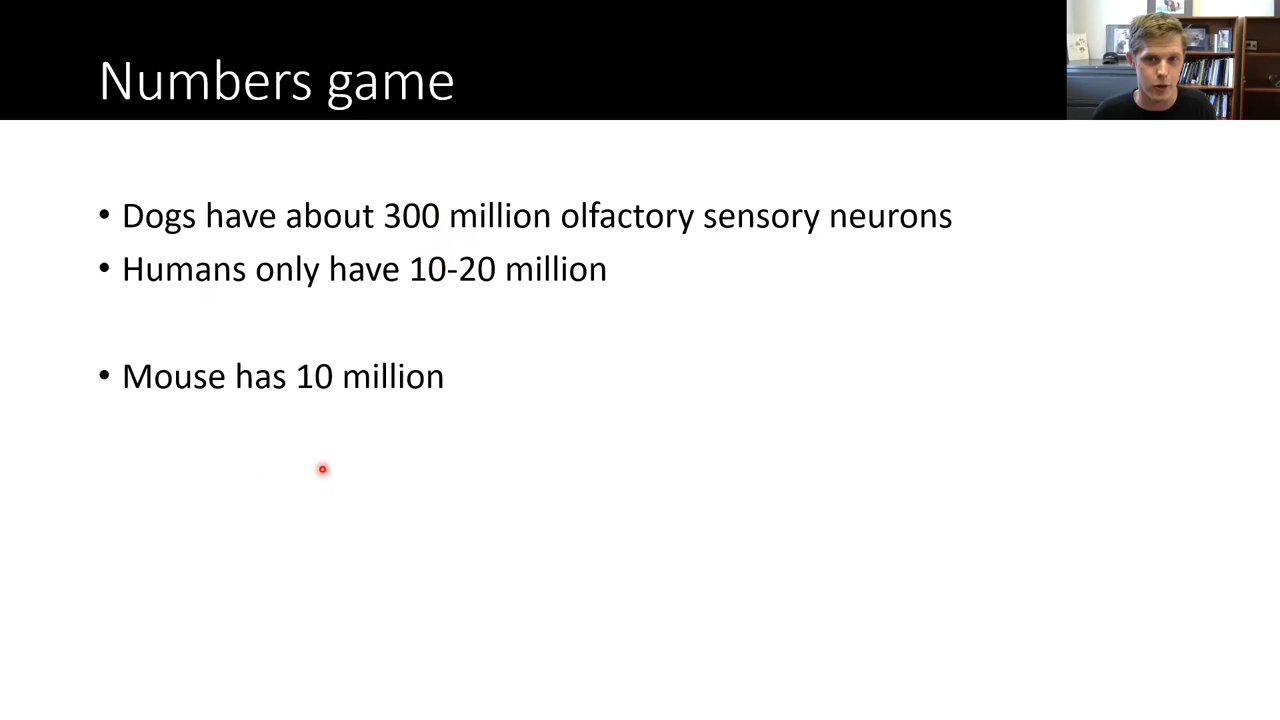 Numbers game
• Dogs have about 300 million olfactory sensory neurons
• Humans only have 10-20 million
• Mouse has 10 million